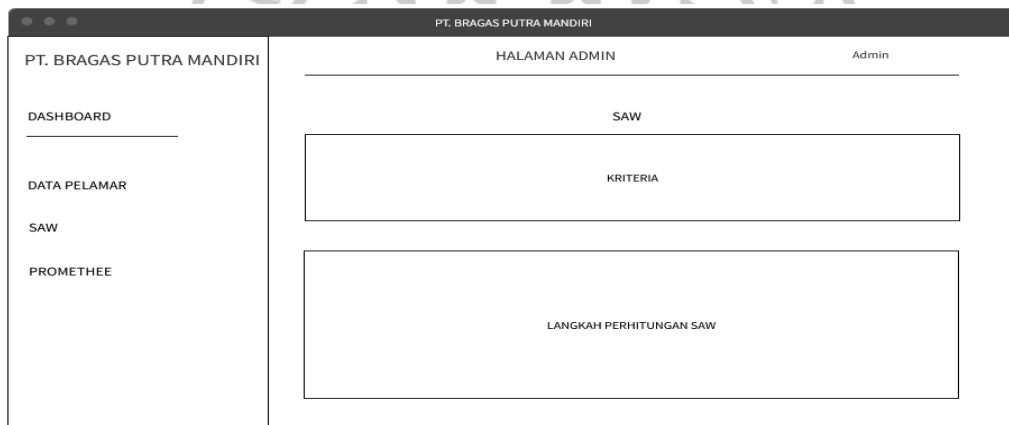 PT. BRAGAS PUTRA MANDIRI
PT. BRAGAS PUTRA MANDIRI
DASHBOARD
DATA PELAMAR
SAW
PROMETHEE
HALAMAN ADMIN
Admin
SAW
KRITERIA
LANGKAH PERHITUNGAN SAW